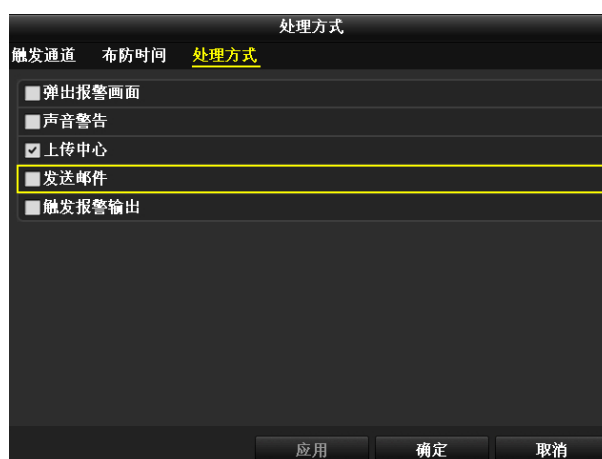 处理方式
触发通道 布防时间 处理方式
弹出报警画面
声音警告
上传中心
发送邮件
触发报警输出
应用 确定 取消